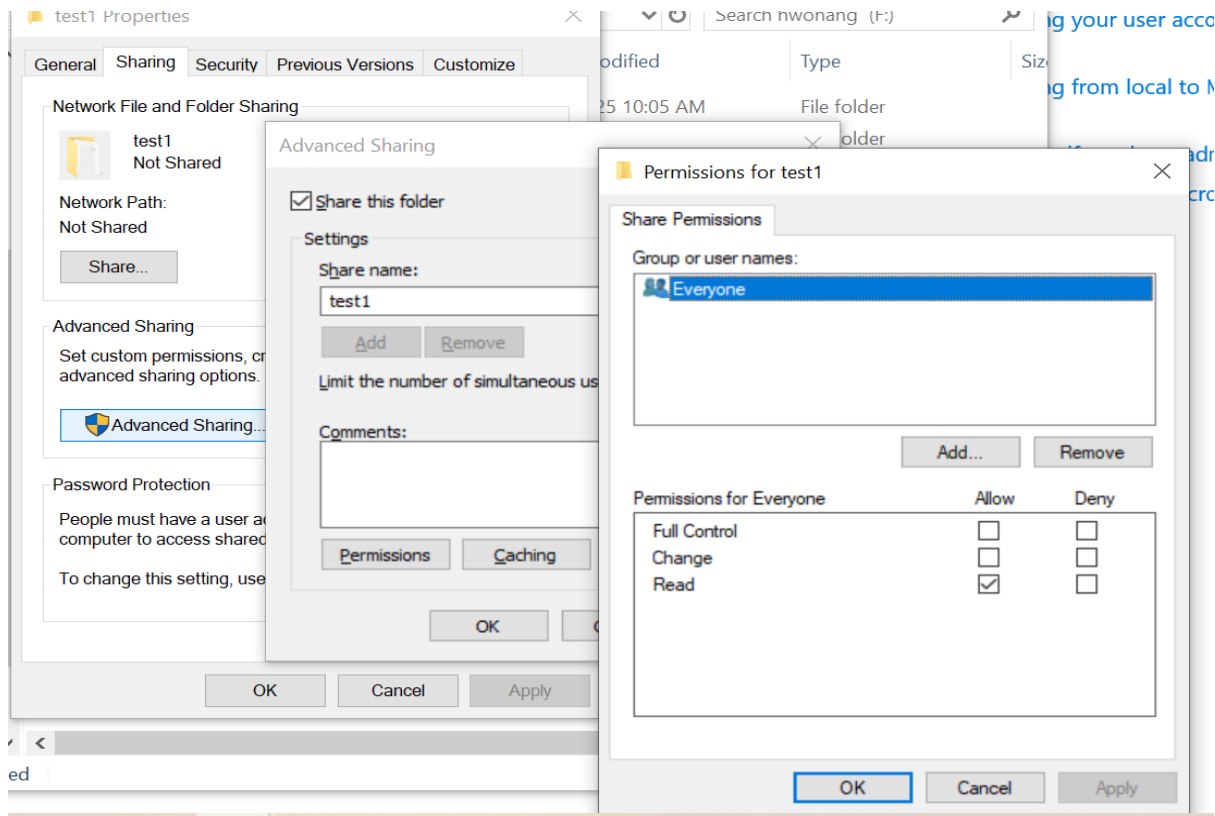 test1 Properties
Search hwonang (F:)
General
Sharing
Security
Previous Versions
Customize
Network File and Folder Sharing
test1
Not Shared
Network Path:
Not Shared
Share...
Advanced Sharing
Set custom permissions, cr
advanced sharing options.
Advanced Sharing...
Password Protection
People must have a user a
computer to access shared
To change this setting, use
OK
Cancel
Apply
ed
odified
Type
Siz
25 10:05 AM
File folder
older
ng your user acco
ng from local to M
adr
cro
Advanced Sharing
Share this folder
Settings
Share name:
test1
Add
Remove
Limit the number of simultaneous us
Comments:
Permissions
Caching
OK
Permissions for test1
Share Permissions
Group or user names:
Everyone
Add...
Remove
Permissions for Everyone
Allow
Deny
Full Control
Change
Read
OK
Cancel
Apply